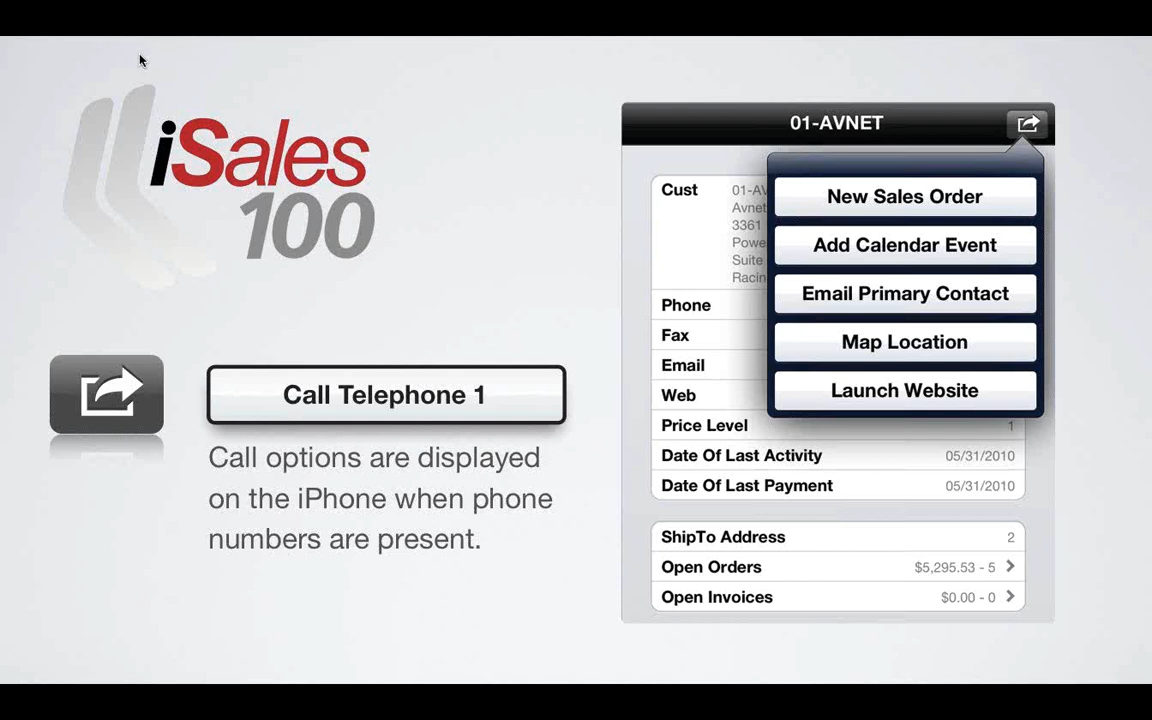 iSales
100
Call Telephone 1
Call options are displayed
on the iPhone when phone
numbers are present.
01-AVNET
New Sales Order
Add Calendar Event
Email Primary Contact
Map Location
Launch Website
Cust 01-AV
Avnet
3361
Powe
Suite
Racin
Phone
Fax
Email
Web
Price Level 1
Date Of Last Activity 05/31/2010
Date Of Last Payment 05/31/2010
ShipTo Address 2
Open Orders $5,295.53 - 5
Open Invoices $0.00 - 0